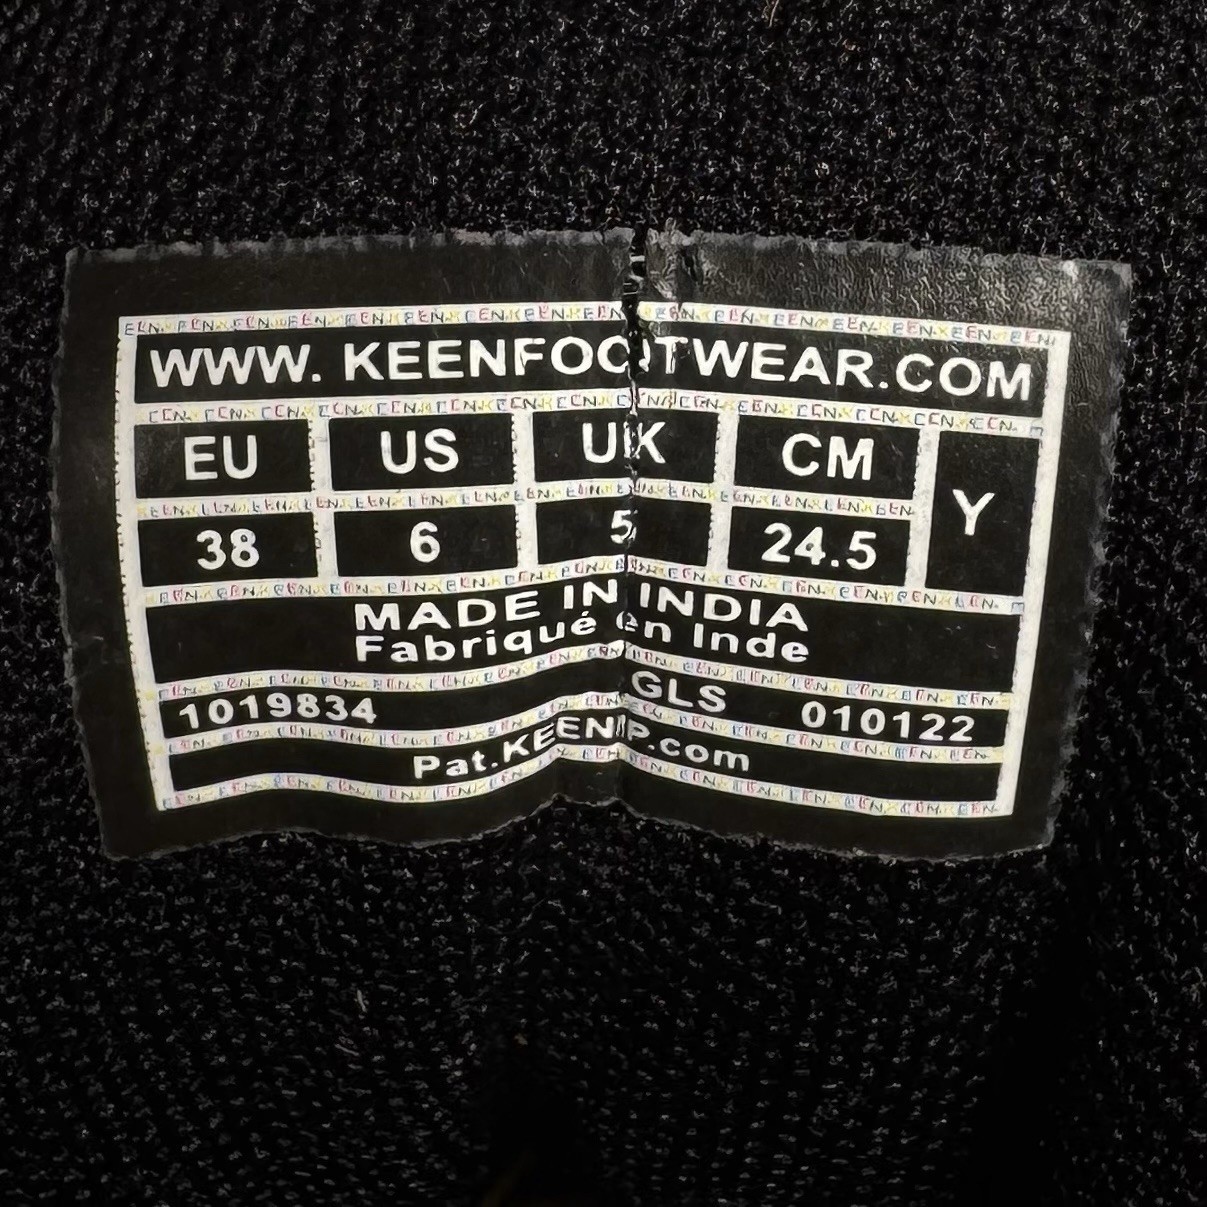 WWW. KEENFOOTWEAR.COM
EU US UK CM Y
38 6 5 24.5
MADE IN INDIA
Fabriqué en Inde
1019834 GLS 010122
Pat.KEENIP.com